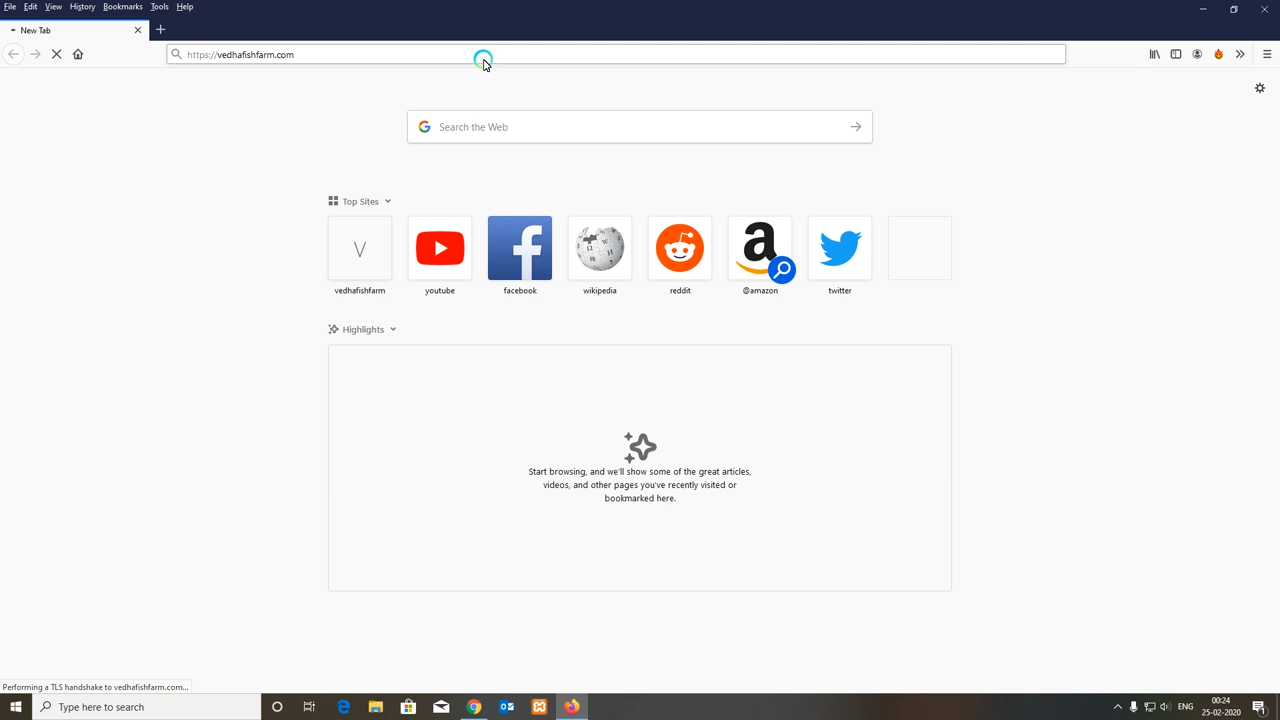 File Edit View History Bookmarks Tools Help
New Tab
https://vedhafishfarm.com
Search the Web
Top Sites
V
a
vedhafishfarm youtube facebook wikipedia reddit @amazon twitter
Highlights
Start browsing, and we'll show some of the great articles,
videos, and other pages you've recently visited or
bookmarked here.
Performing a TLS handshake to vedhafishfarm.com...
Type here to search
ENG
00:24
25-02-2020